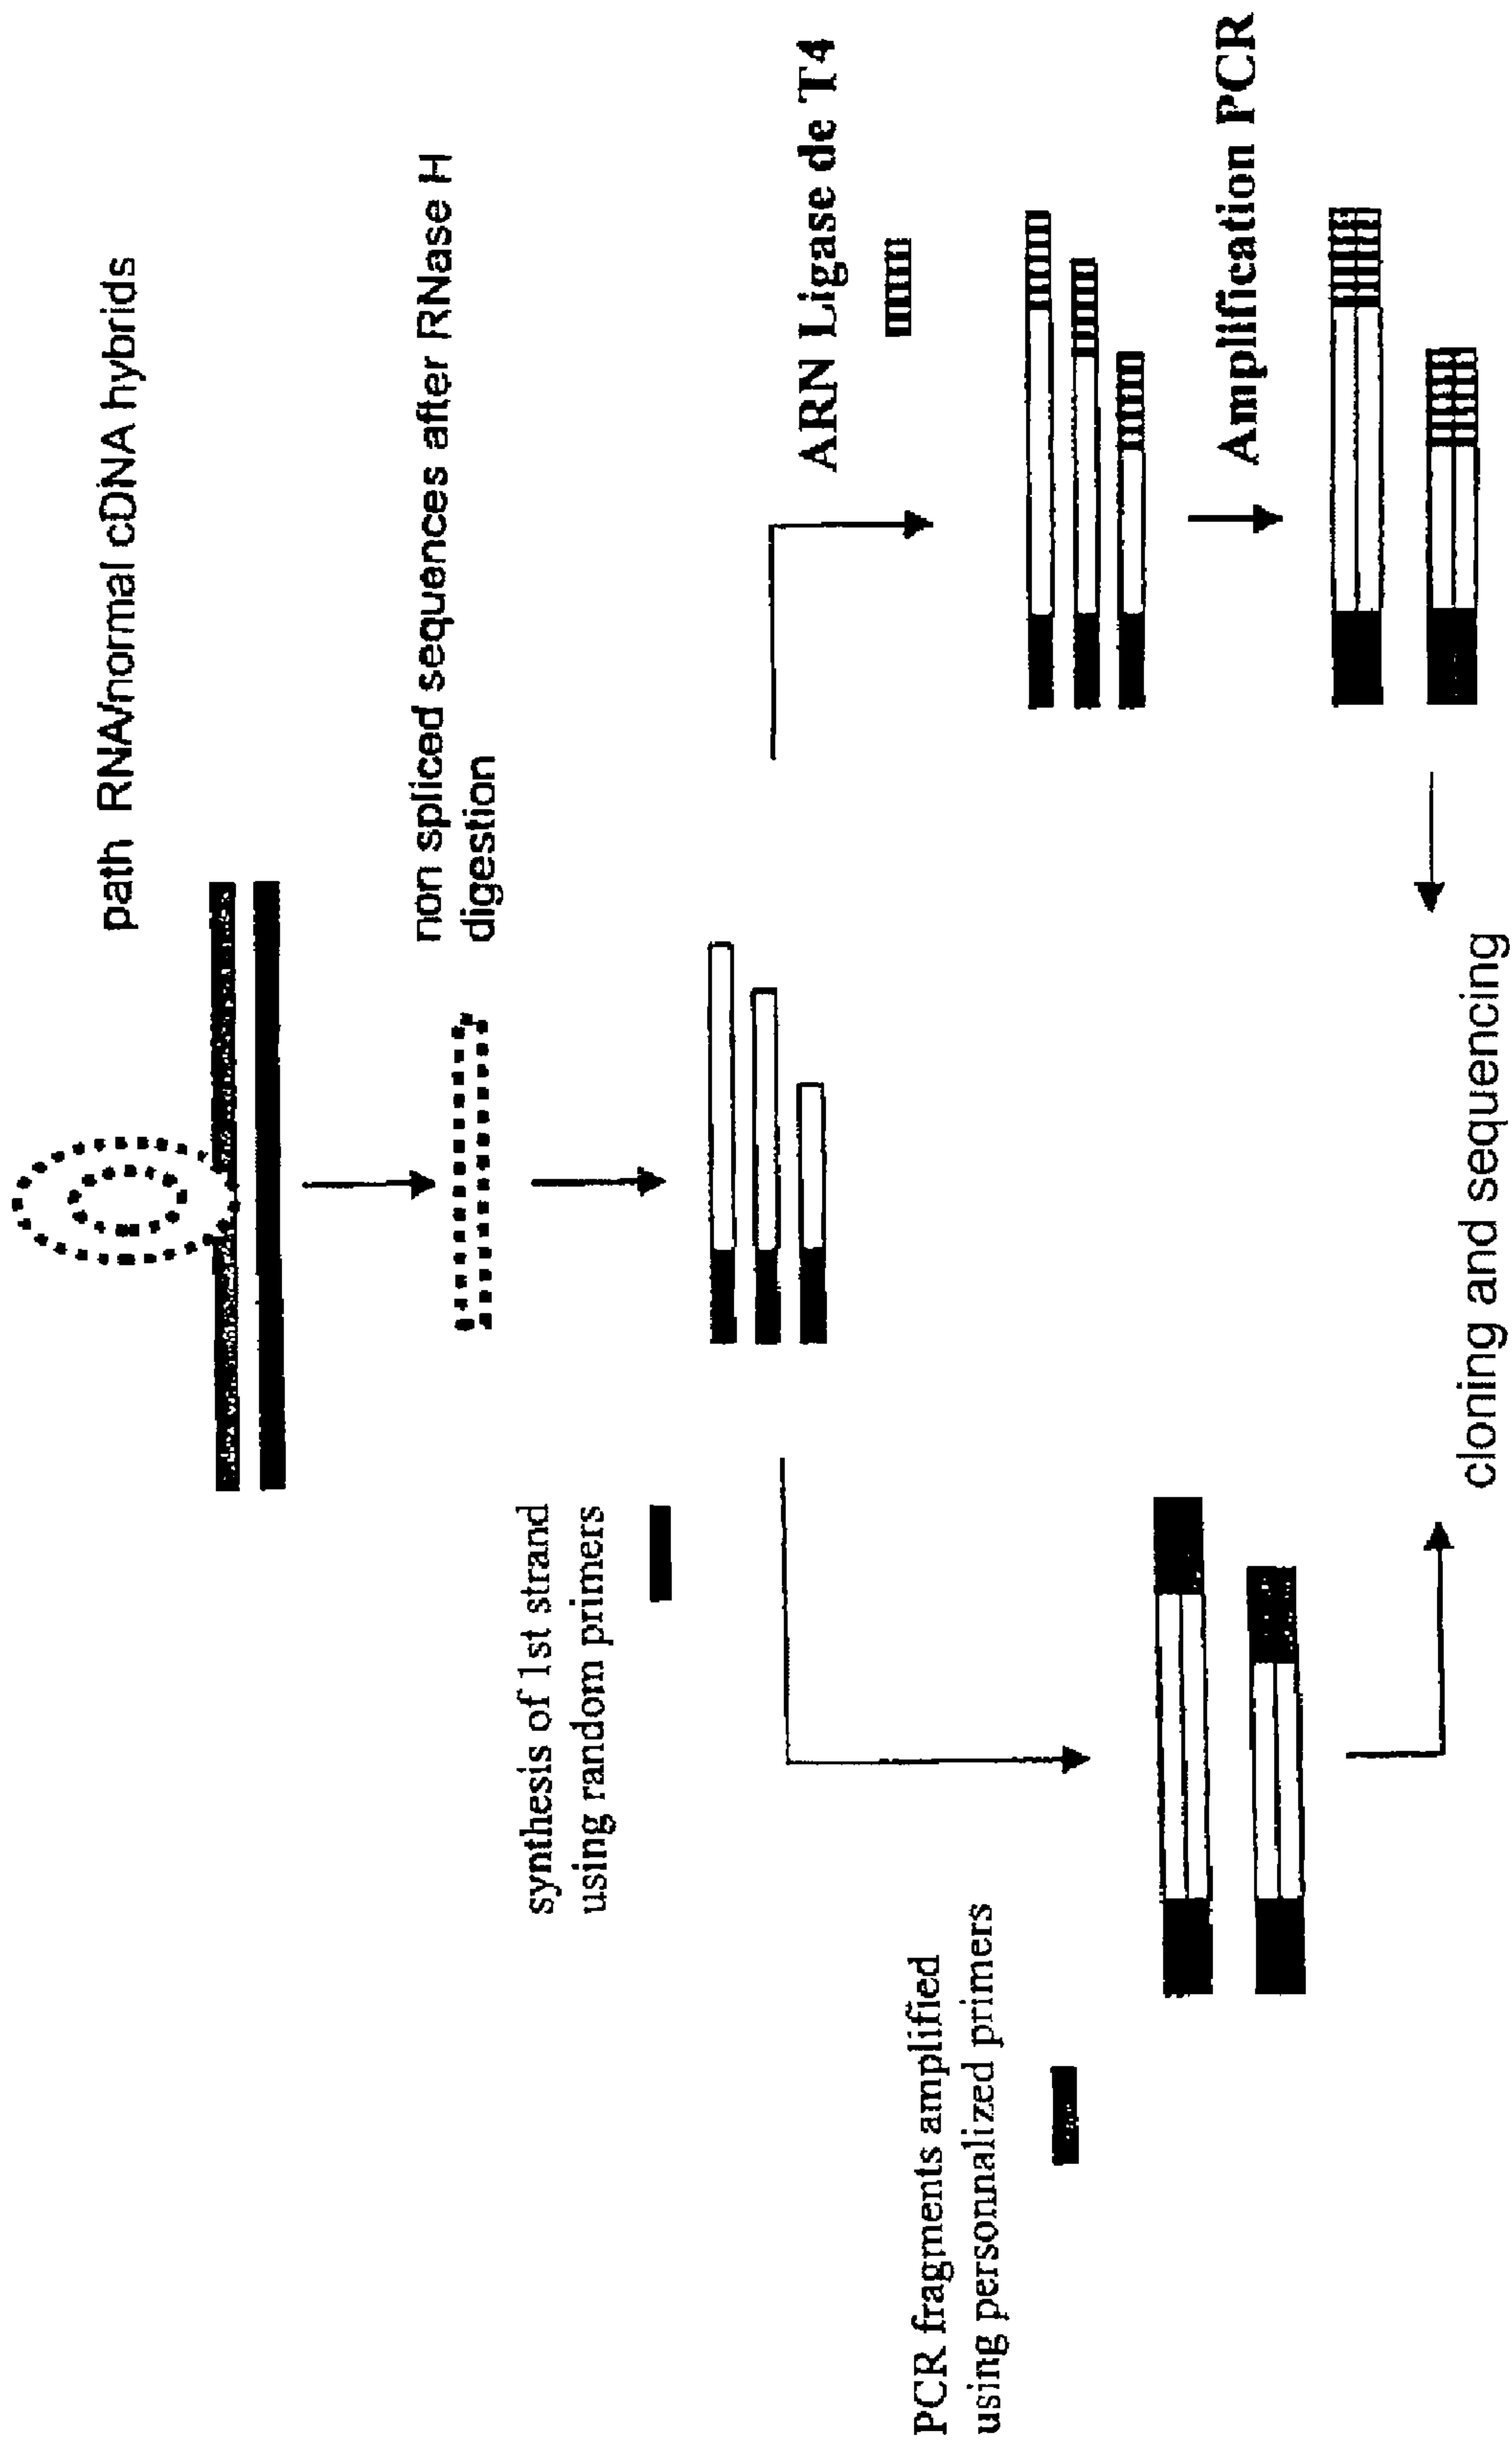 path RNA/normal cDNA hybrids
non spliced sequences after RNase H
digestion
synthesis of 1st strand
using random primers
ARN Ligase de T4
PCR fragments amplified
using personnalized primers
Amplification PCR
cloning and sequencing